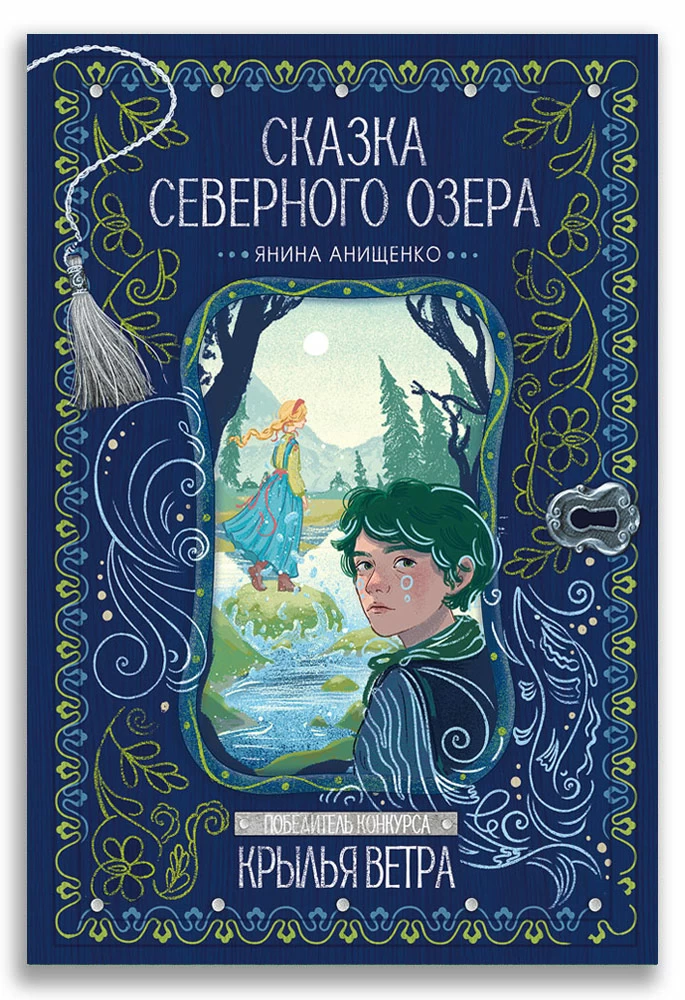 СКАЗКА
СЕВЕРНОГО ОЗЕРА
ЯНИНА АНИЩЕНКО
ПОБЕДИТЕЛЬ КОНКУРСА
КРЫЛЬЯ ВЕТРА